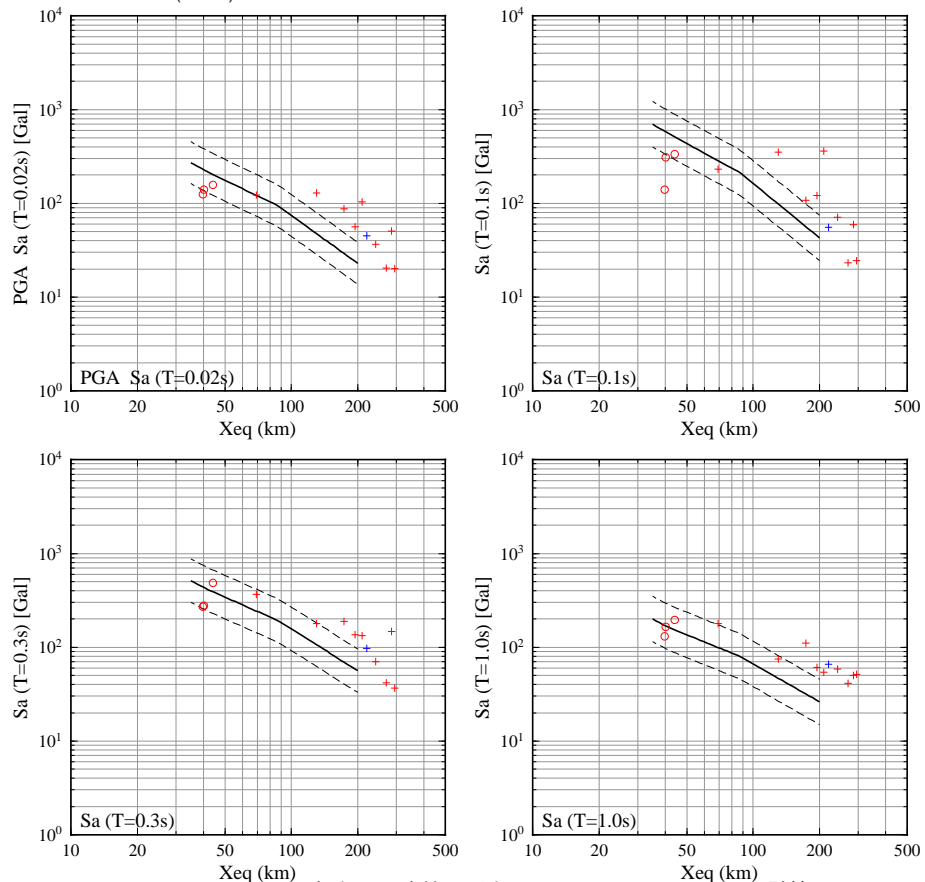 10⁴
10³
10²
10¹
10⁰
PGA Sa (T=0.02s) [Gal]
PGA Sa (T=0.02s)
10 20 50 100 200 500
Xeq (km)
10⁴
10³
10²
10¹
10⁰
Sa (T=0.1s) [Gal]
Sa (T=0.1s)
10 20 50 100 200 500
Xeq (km)
10⁴
10³
10²
10¹
10⁰
Sa (T=0.3s) [Gal]
Sa (T=0.3s)
10 20 50 100 200 500
Xeq (km)
10⁴
10³
10²
10¹
10⁰
Sa (T=1.0s) [Gal]
Sa (T=1.0s)
10 20 50 100 200 500
Xeq (km)